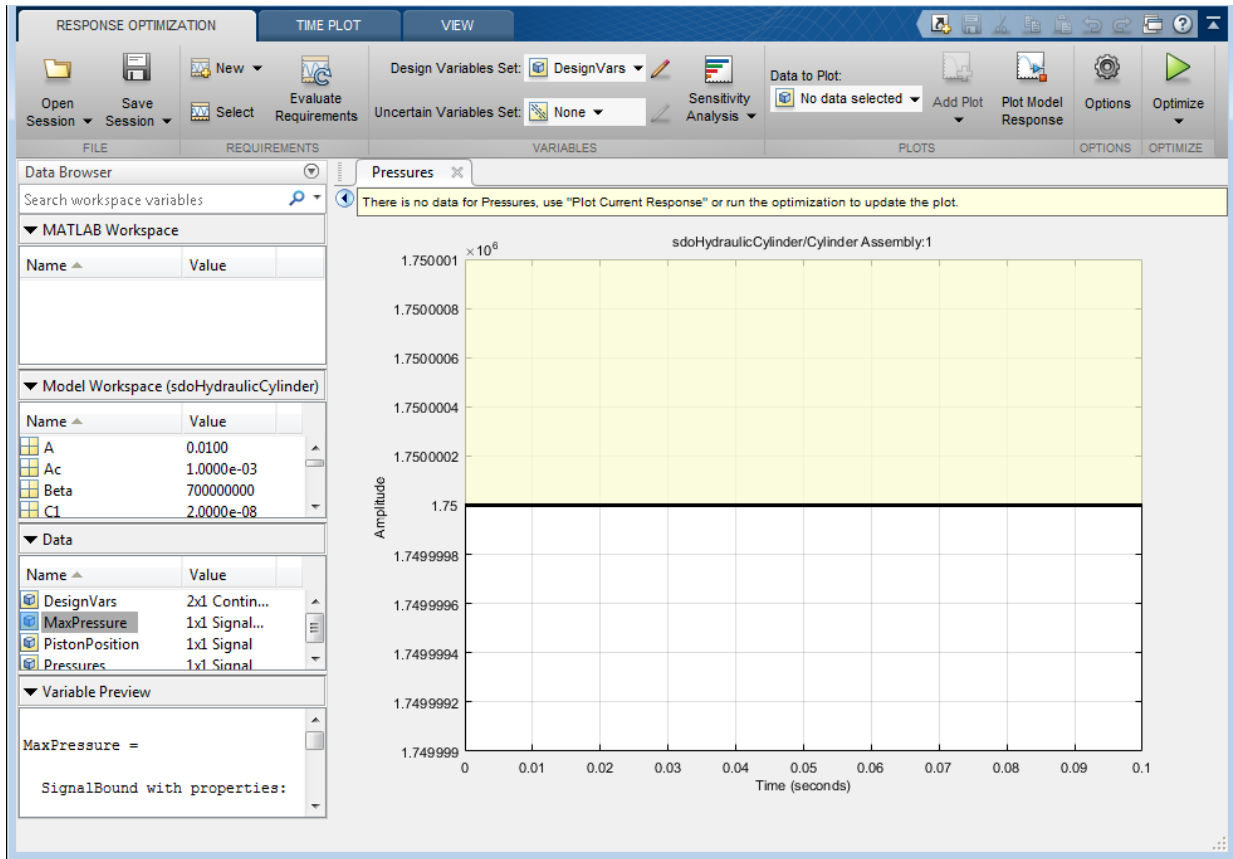 RESPONSE OPTIMIZATION TIME PLOT VIEW
Open Session
Save Session
New
Select
Evaluate Requirements
Design Variables Set: DesignVars
Uncertain Variables Set: None
Sensitivity Analysis
Data to Plot:
No data selected
Add Plot
Plot Model Response
Options
Optimize
FILE REQUIREMENTS VARIABLES PLOTS OPTIONS OPTIMIZE
Data Browser
Search workspace variables
MATLAB Workspace
Name Value
Model Workspace (sdoHydraulicCylinder)
Name Value
A 0.0100
Ac 1.0000e-03
Beta 700000000
C1 2.0000e-08
Data
Name Value
DesignVars 2x1 Contin...
MaxPressure 1x1 Signal...
PistonPosition 1x1 Signal
Pressures 1x1 Signal
Variable Preview
MaxPressure =
SignalBound with properties:
Pressures
There is no data for Pressures, use "Plot Current Response" or run the optimization to update the plot.
sdoHydraulicCylinder/Cylinder Assembly:1
×10⁶
1.750001
1.7500008
1.7500006
1.7500004
1.7500002
1.75
1.7499998
1.7499996
1.7499994
1.7499992
1.749999
Amplitude
0 0.01 0.02 0.03 0.04 0.05 0.06 0.07 0.08 0.09 0.1
Time (seconds)